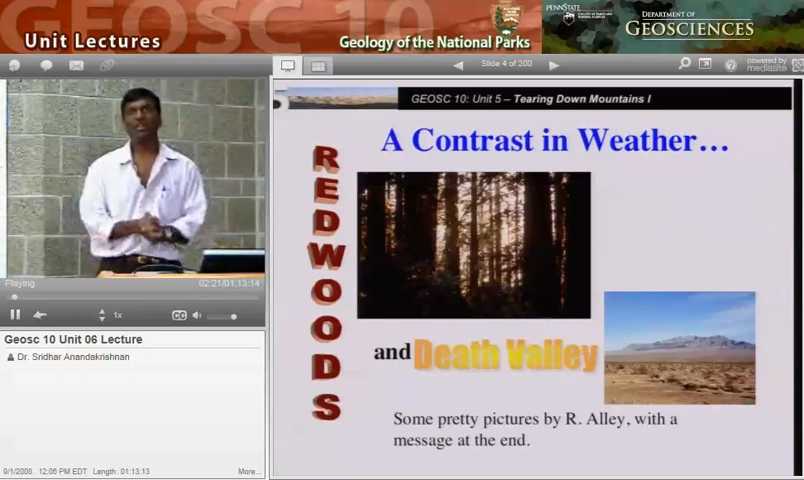 GEOSC 10
Unit Lectures
Geology of the National Parks
PENNSTATE
DEPARTMENT OF
GEOSCIENCES
Slide 4 of 200
powered by
mediasite
GEOSC 10: Unit 5 – Tearing Down Mountains I
A Contrast in Weather…
REDWOODS
and Death Valley
Some pretty pictures by R. Alley, with a
message at the end.
Playing
02:21/01:13:14
1x
CC
Geosc 10 Unit 06 Lecture
Dr. Sridhar Anandakrishnan
9/1/2008 12:06 PM EDT Length: 01:13:13
More...